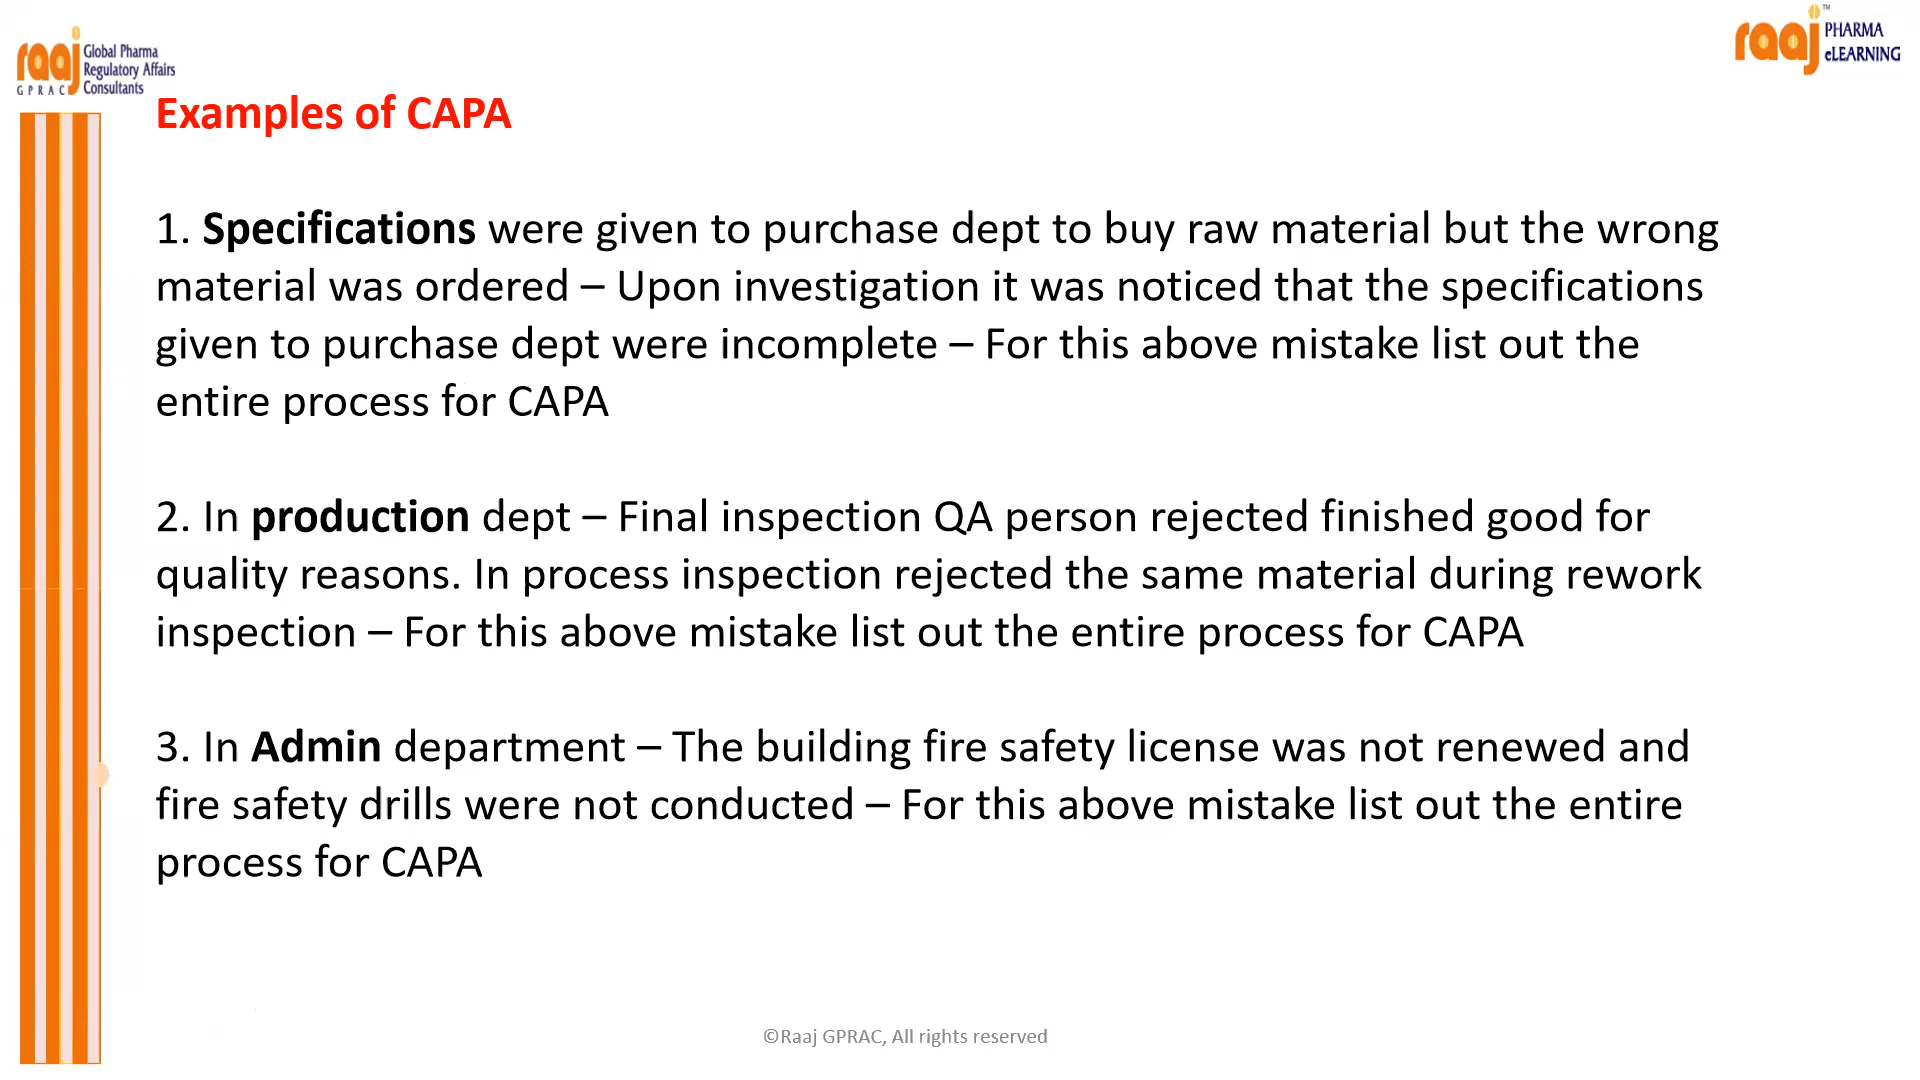 raaj Global Pharma
Regulatory Affairs
GPRAC Consultants
raaj™ PHARMA
eLEARNING
Examples of CAPA
1. Specifications were given to purchase dept to buy raw material but the wrong
material was ordered – Upon investigation it was noticed that the specifications
given to purchase dept were incomplete – For this above mistake list out the
entire process for CAPA
2. In production dept – Final inspection QA person rejected finished good for
quality reasons. In process inspection rejected the same material during rework
inspection – For this above mistake list out the entire process for CAPA
3. In Admin department – The building fire safety license was not renewed and
fire safety drills were not conducted – For this above mistake list out the entire
process for CAPA
©Raaj GPRAC, All rights reserved